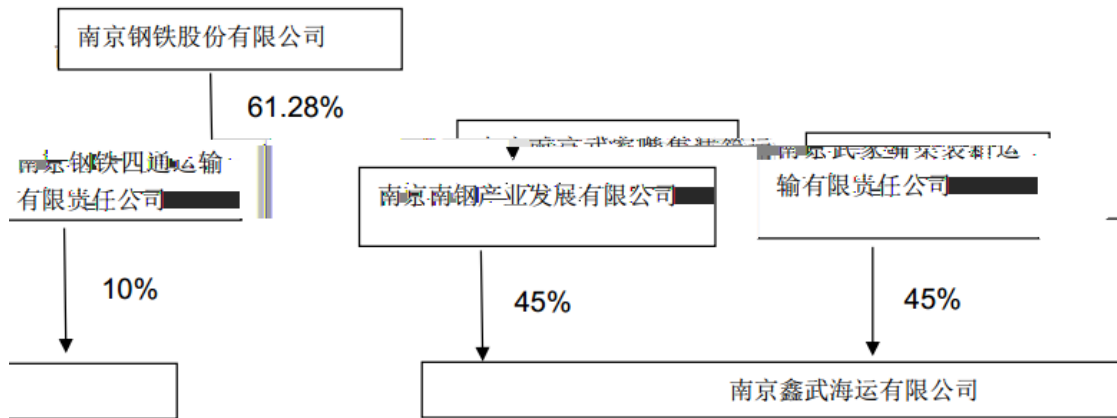 南京钢铁股份有限公司
61.28%
南京钢铁四通运输
有限责任公司
南京南钢产业发展有限公司
输有限责任公司
10%
45%
45%
南京鑫武海运有限公司